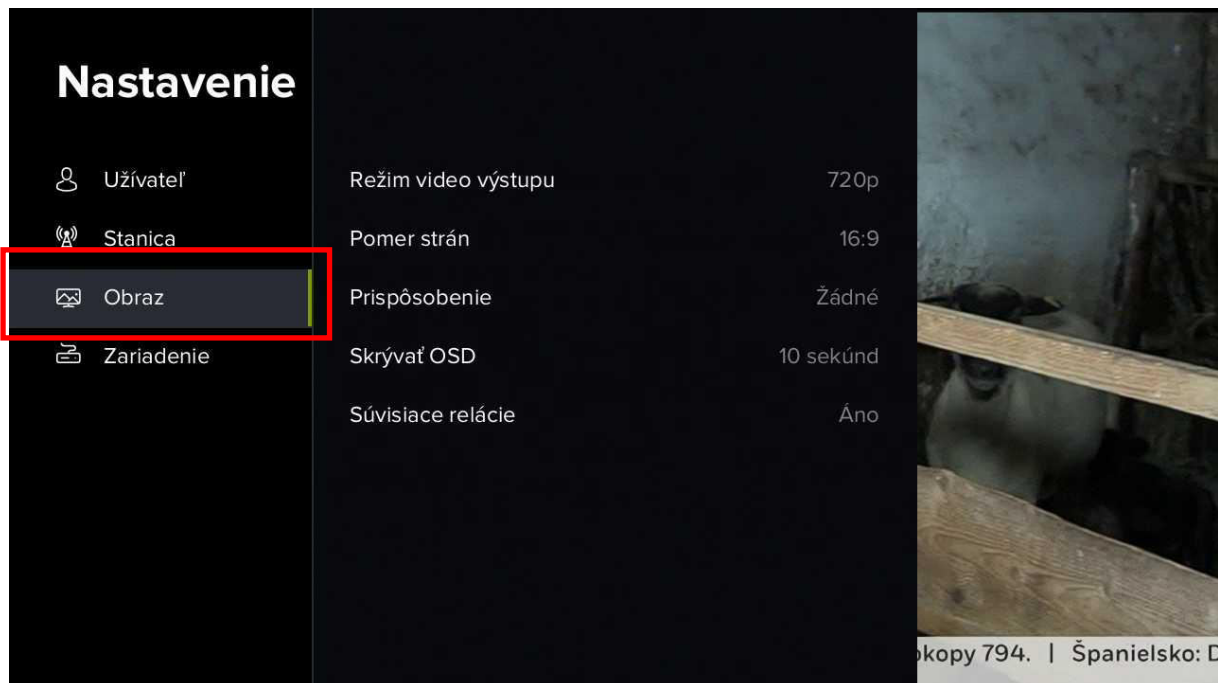 Nastavenie
Užívateľ
Stanica
Obraz
Zariadenie
Režim video výstupu 720p
Pomer strán 16:9
Prispôsobenie Žádné
Skrývať OSD 10 sekúnd
Súvisiace relácie Áno
kopy 794. | Španielsko: D